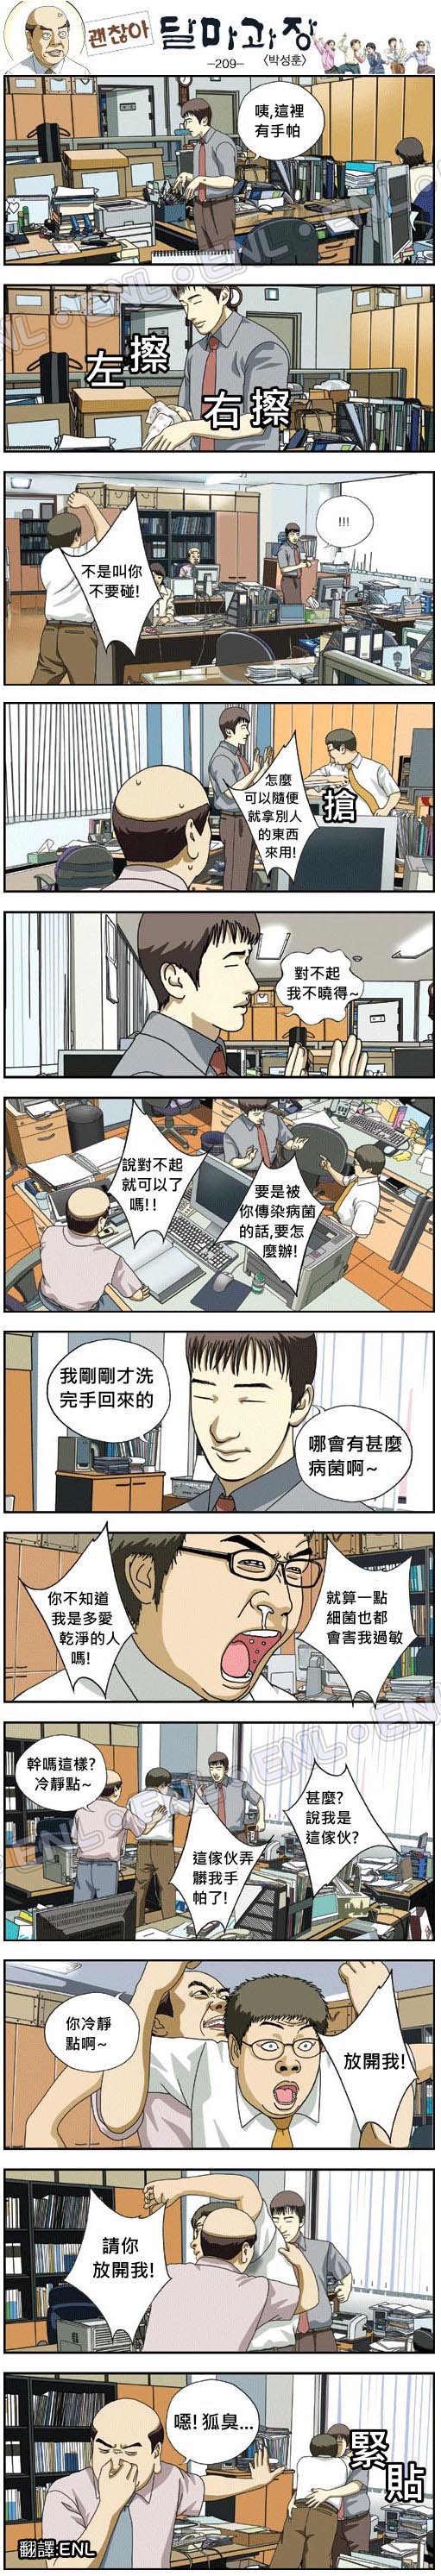 괜찮아 달마과장
-209-
<박성훈>
咦,這裡
有手帕
左擦
右擦
不是叫你
不要碰!
!!!
怎麼
可以隨便
就拿別人
的東西
來用!
搶
對不起
我不曉得~
說對不起
就可以了
嗎!!
要是被
你傳染病菌
的話,要怎
麼辦!
我剛剛才洗
完手回來的
哪會有甚麼
病菌啊~
你不知道
我是多愛
乾淨的人
嗎!
就算一點
細菌也都
會害我過敏
幹嗎這樣?
冷靜點~
這傢伙弄
髒我手
帕了!
甚麼?
說我是
這傢伙?
你冷靜
點啊~
放開我!
請你
放開我!
噁!狐臭...
緊貼
翻譯:ENL